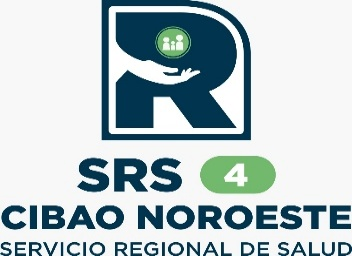 R
SRS 4
CIBAO NOROESTE
SERVICIO REGIONAL DE SALUD